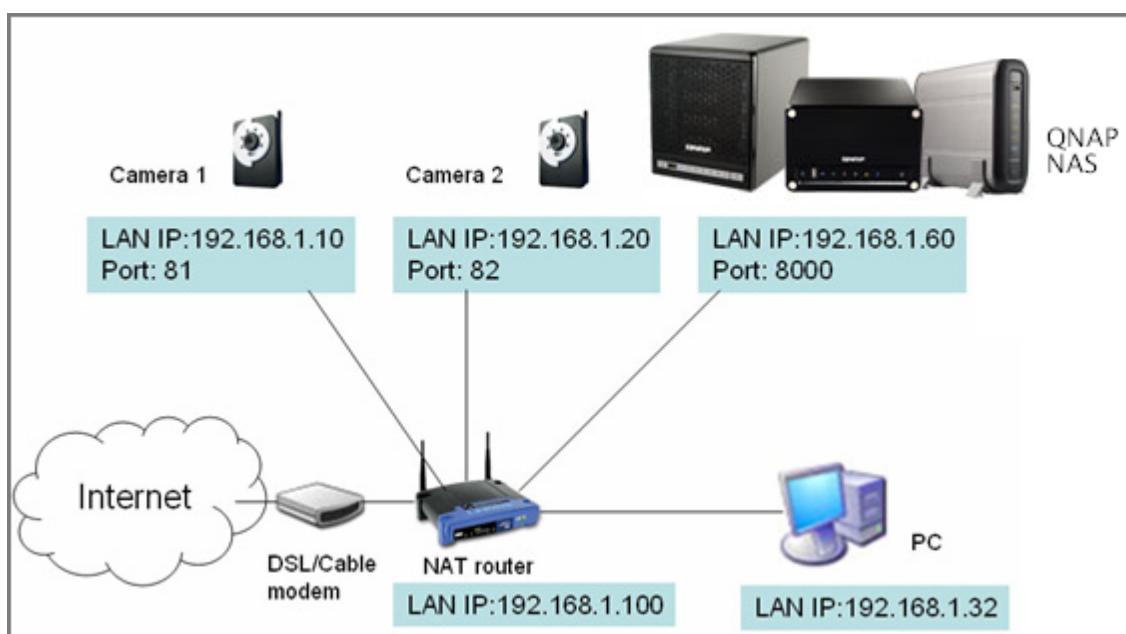 QNAP
NAS
Camera 1
Camera 2
LAN IP:192.168.1.10
Port: 81
LAN IP:192.168.1.20
Port: 82
LAN IP:192.168.1.60
Port: 8000
Internet
DSL/Cable
modem
NAT router
PC
LAN IP:192.168.1.100
LAN IP:192.168.1.32